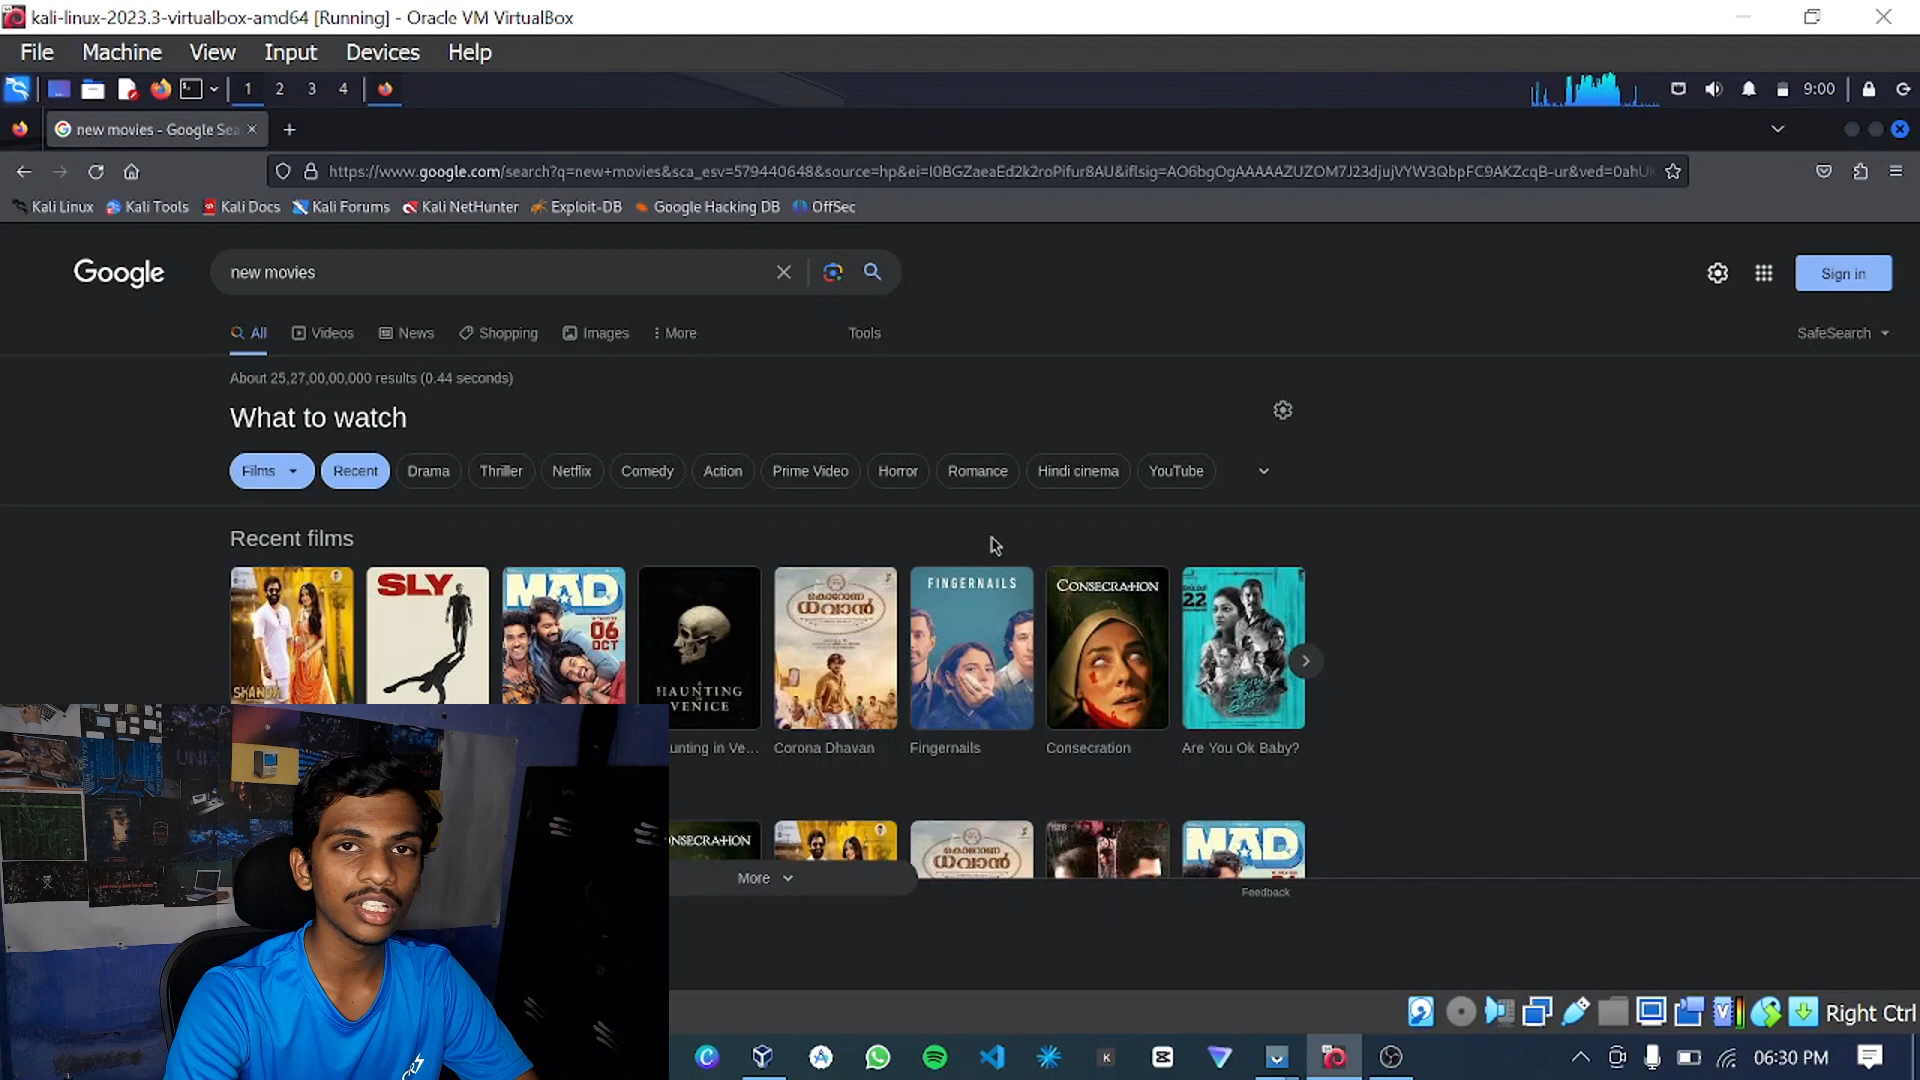 kali-linux-2023.3-virtualbox-amd64 [Running] - Oracle VM VirtualBox
File Machine View Input Devices Help
1 2 3 4
9:00
new movies - Google Sea
https://www.google.com/search?q=new+movies&sca_esv=579440648&source=hp&ei=I0BGZaeaEd2k2roPifur8AU&iflsig=AO6bgOgAAAAAZUZOM7J23djujVYW3QbpFC9AKZcqB-ur&ved=0ahU
Kali Linux Kali Tools Kali Docs Kali Forums Kali NetHunter Exploit-DB Google Hacking DB OffSec
Google
new movies
Sign in
All Videos News Shopping Images More Tools SafeSearch
About 25,27,00,00,000 results (0.44 seconds)
What to watch
Films Recent Drama Thriller Netflix Comedy Action Prime Video Horror Romance Hindi cinema YouTube
Recent films
SKANDA
SLY
MAD
06
OCT
HAUNTING
VENICE
കൊറോണ
ധവാൻ
FINGERNAILS
CONSECRATION
22
unting in Ve... Corona Dhavan Fingernails Consecration Are You Ok Baby?
UNIX
NSECRATION
കൊറോണ
ധവാൻ
MAD
More
Feedback
Right Ctrl
06:30 PM